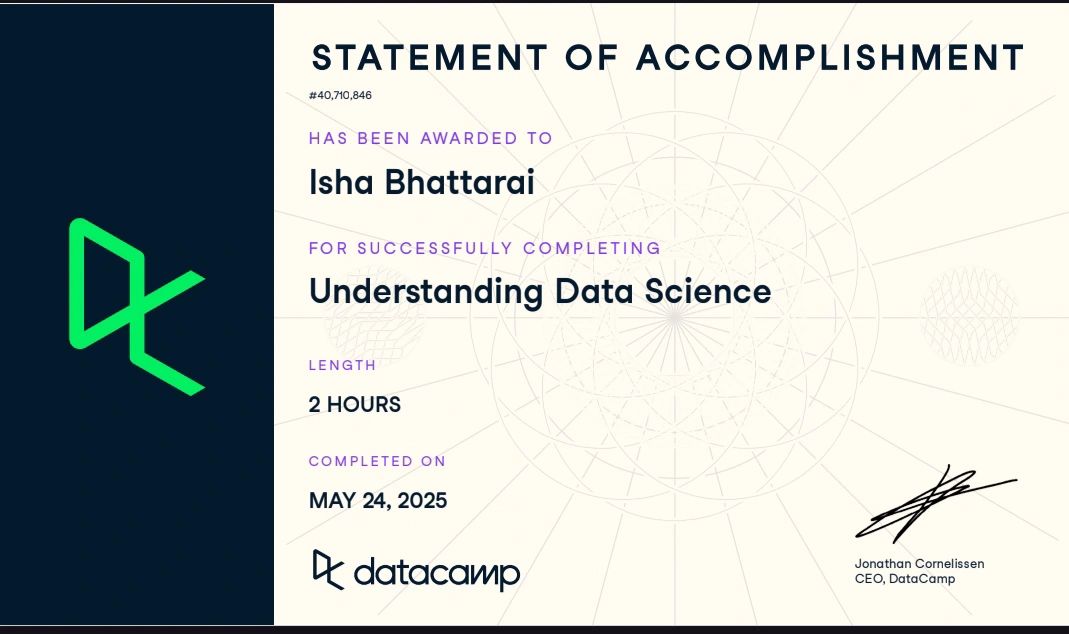 STATEMENT OF ACCOMPLISHMENT
#40,710,846
HAS BEEN AWARDED TO
Isha Bhattarai
FOR SUCCESSFULLY COMPLETING
Understanding Data Science
LENGTH
2 HOURS
COMPLETED ON
MAY 24, 2025
datacamp
Jonathan Cornelissen
CEO, DataCamp